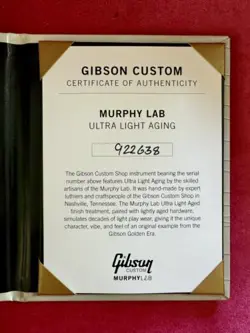 GIBSON CUSTOM
CERTIFICATE OF AUTHENTICITY
MURPHY LAB
ULTRA LIGHT AGING
922638
The Gibson Custom Shop instrument bearing the serial
number above features Ultra Light Aging by the skilled
artisans of the Murphy Lab. It was hand-made by expert
luthiers and craftspeople of the Gibson Custom Shop in
Nashville, Tennessee. The Murphy Lab Ultra Light Aged
finish treatment, paired with lightly aged hardware,
simulates decades of light play wear, giving it the unique
character, vibe, and feel of an original example from the
Gibson Golden Era.
Gibson
CUSTOM
MURPHY LAB